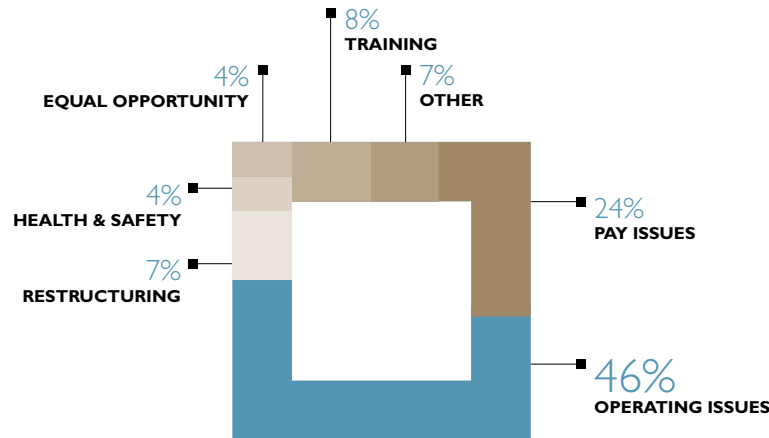 8%
TRAINING
4%
EQUAL OPPORTUNITY
7%
OTHER
4%
HEALTH & SAFETY
24%
PAY ISSUES
7%
RESTRUCTURING
46%
OPERATING ISSUES